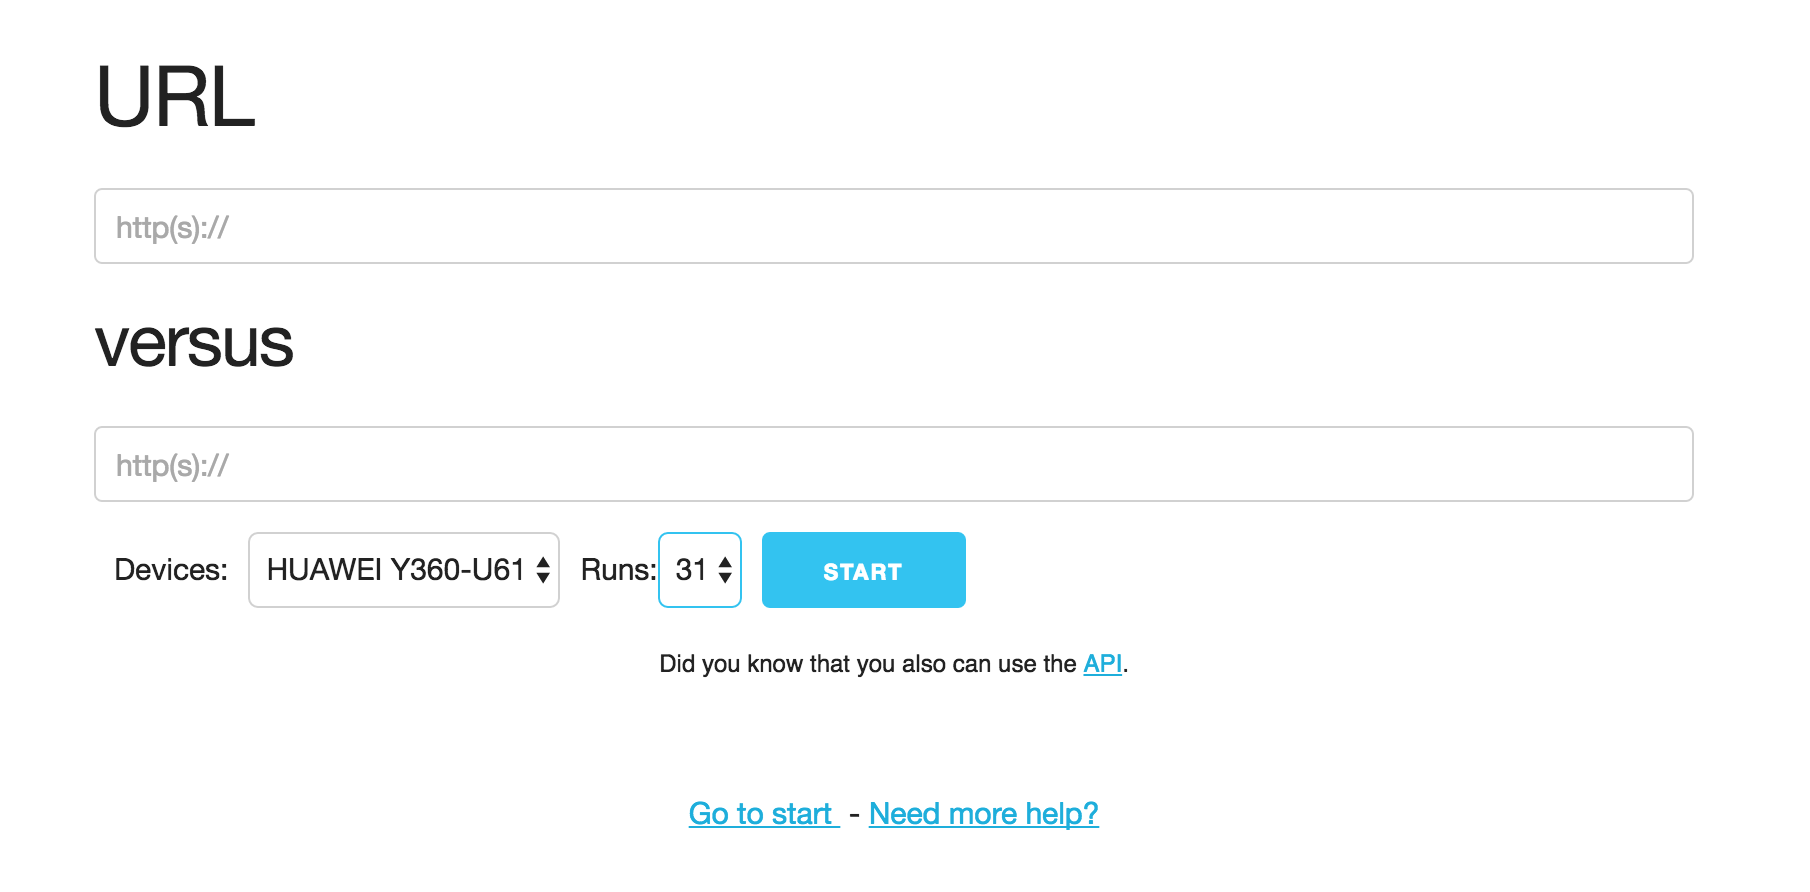 URL
http(s)://
versus
http(s)://
Devices: HUAWEI Y360-U61 Runs: 31 START
Did you know that you also can use the API.
Go to start - Need more help?